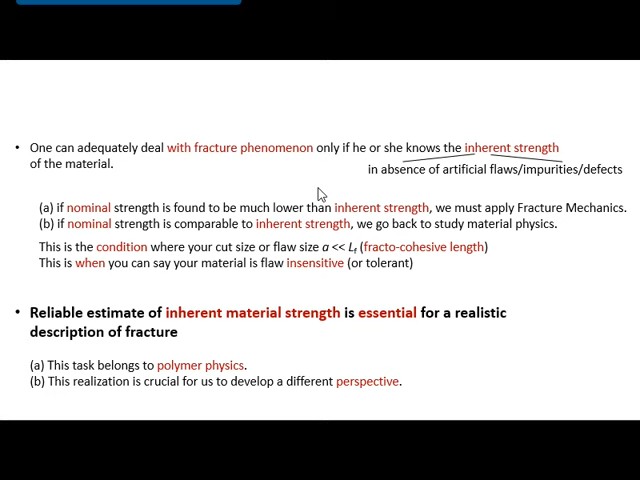 • One can adequately deal with fracture phenomenon only if he or she knows the inherent strength
of the material.
in absence of artificial flaws/impurities/defects
(a) if nominal strength is found to be much lower than inherent strength, we must apply Fracture Mechanics.
(b) if nominal strength is comparable to inherent strength, we go back to study material physics.
This is the condition where your cut size or flaw size a << Lf (fracto-cohesive length)
This is when you can say your material is flaw insensitive (or tolerant)
• Reliable estimate of inherent material strength is essential for a realistic
description of fracture
(a) This task belongs to polymer physics.
(b) This realization is crucial for us to develop a different perspective.